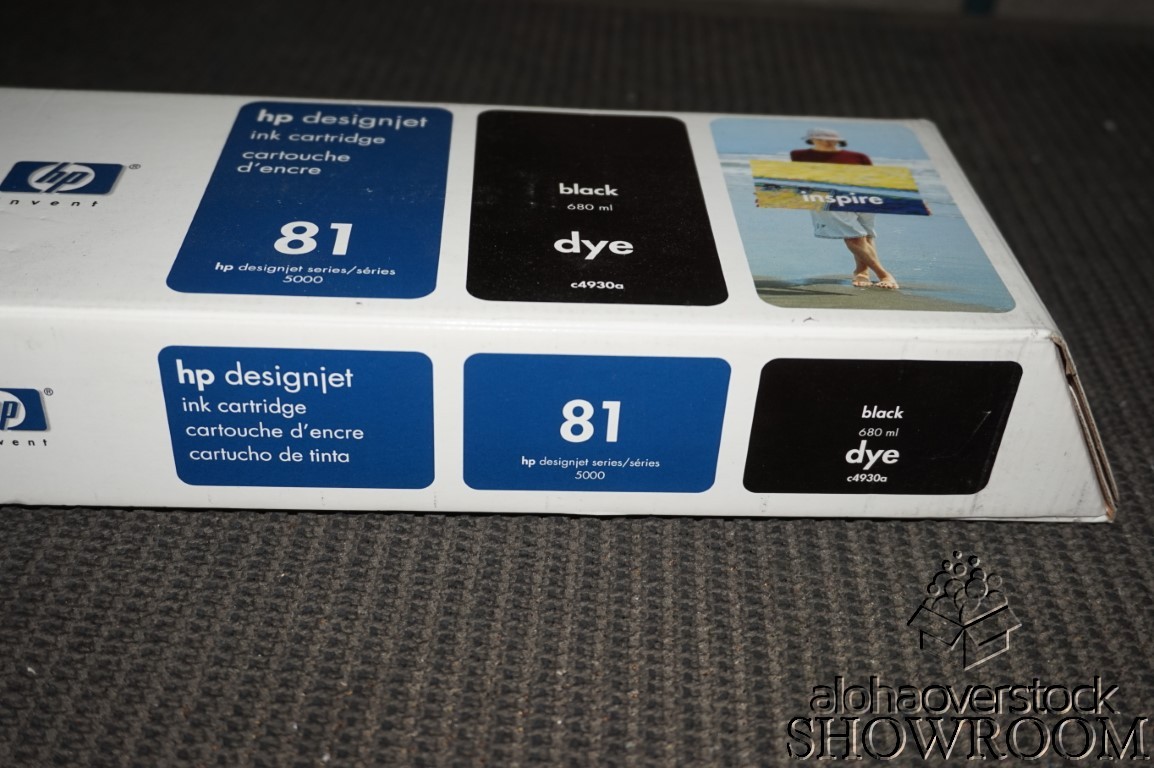 hp
®
invent
hp designjet
ink cartridge
cartouche
d'encre
81
hp designjet series/séries
5000
black
680 ml
dye
c4930a
inspire
hp
®
invent
hp designjet
ink cartridge
cartouche d'encre
cartucho de tinta
81
hp designjet series/séries
5000
black
680 ml
dye
c4930a
alohaoverstock
SHOWROOM